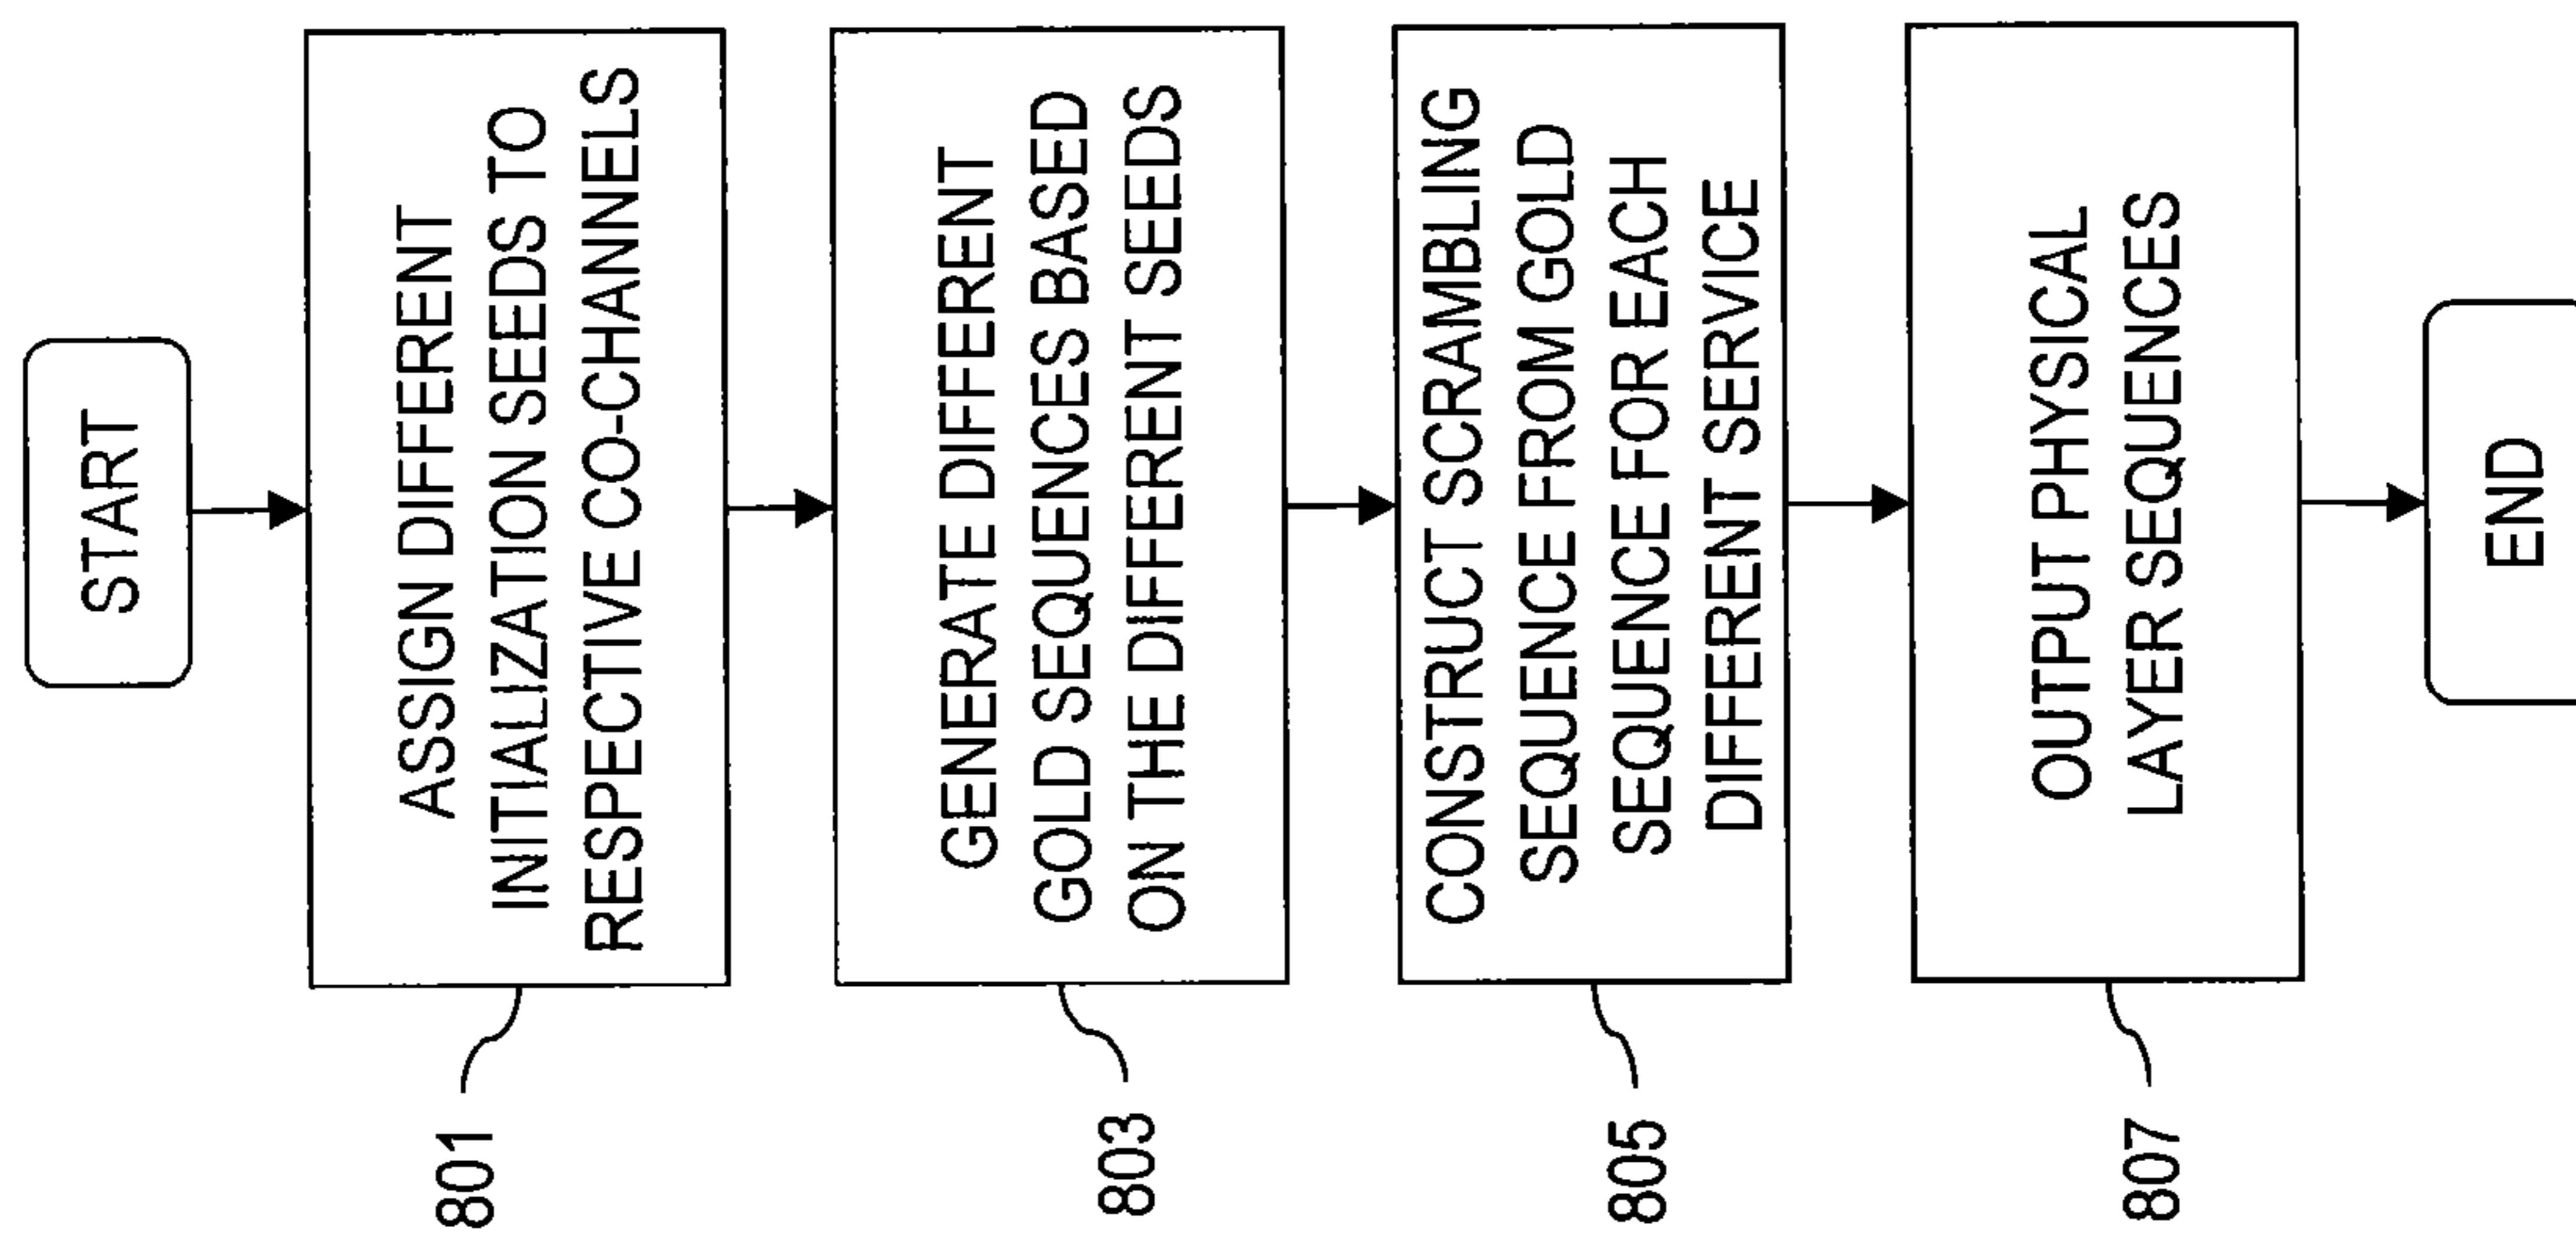 START
801
ASSIGN DIFFERENT
INITIALIZATION SEEDS TO
RESPECTIVE CO-CHANNELS
803
GENERATE DIFFERENT
GOLD SEQUENCES BASED
ON THE DIFFERENT SEEDS
805
CONSTRUCT SCRAMBLING
SEQUENCE FROM GOLD
SEQUENCE FOR EACH
DIFFERENT SERVICE
807
OUTPUT PHYSICAL
LAYER SEQUENCES
END